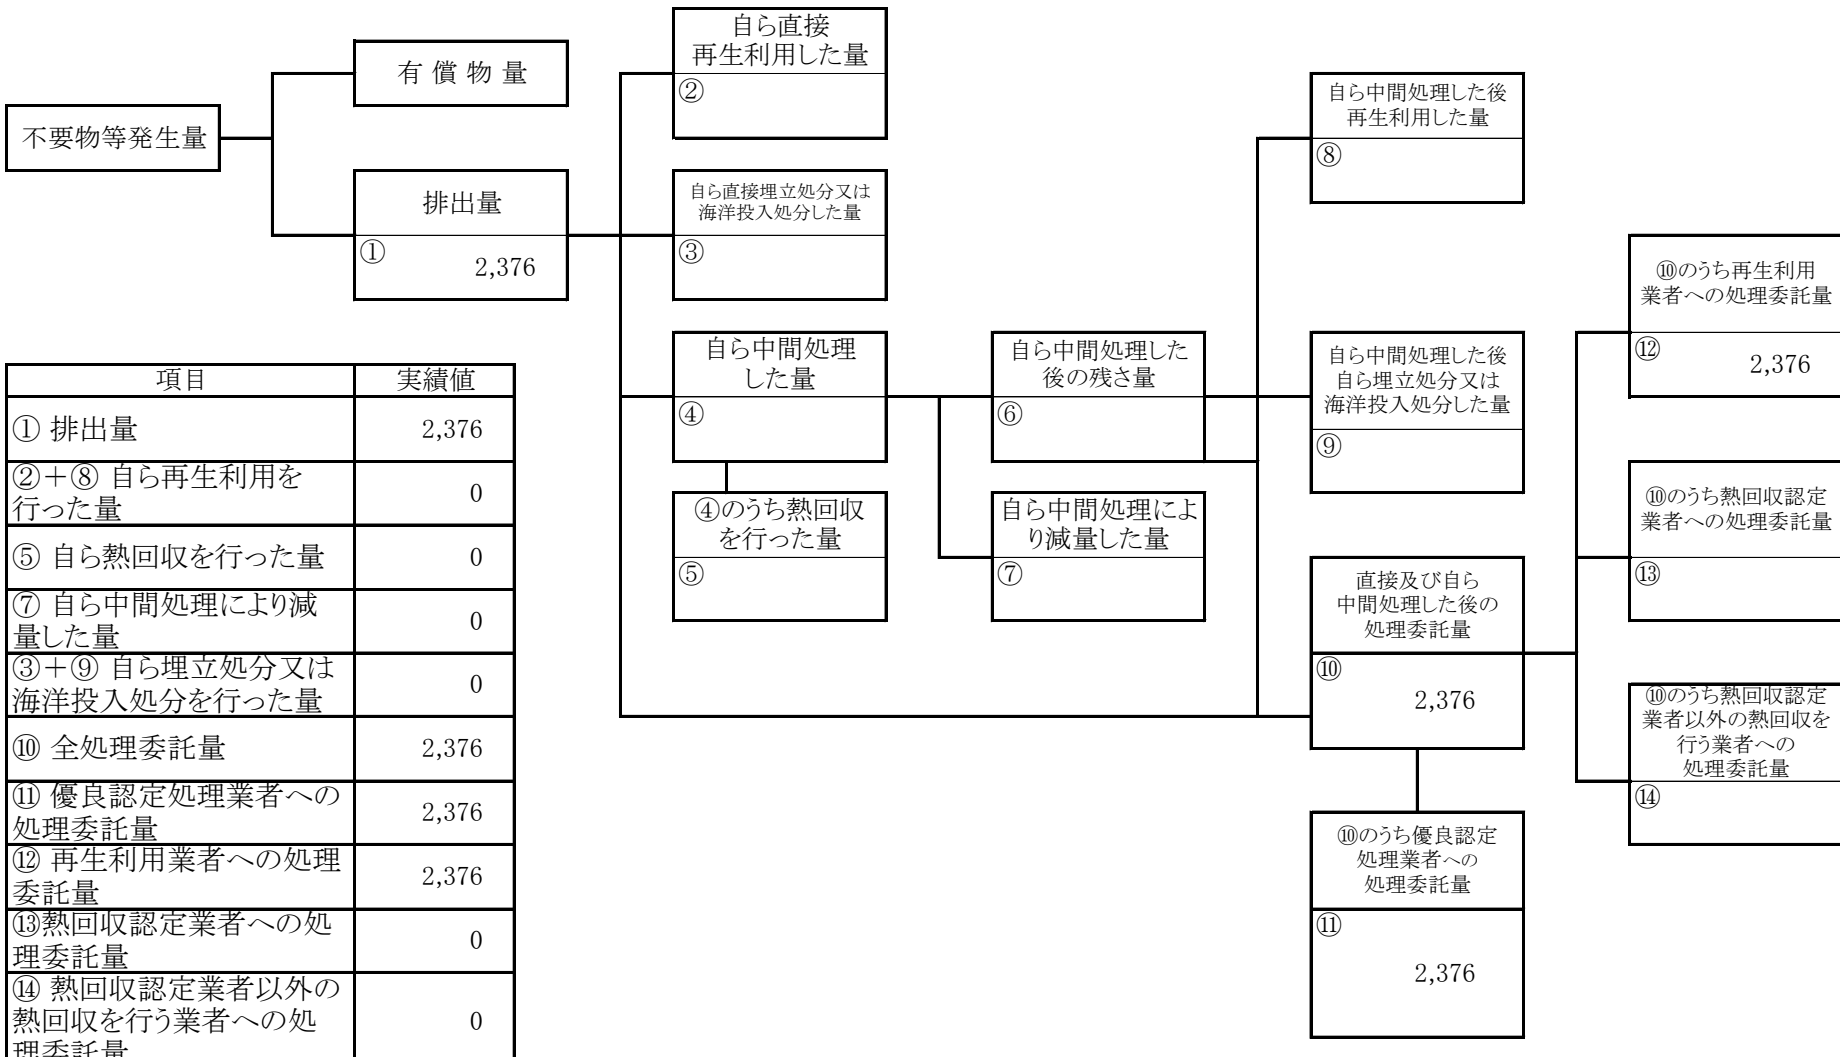 不要物等発生量
有 償 物 量
排出量
①
2,376
自ら直接
再生利用した量
②
自ら直接埋立処分又は
海洋投入処分した量
③
自ら中間処理
した量
④
④のうち熱回収
を行った量
⑤
自ら中間処理した
後の残さ量
⑥
自ら中間処理によ
り減量した量
⑦
自ら中間処理した後
再生利用した量
⑧
自ら中間処理した後
自ら埋立処分又は
海洋投入処分した量
⑨
直接及び自ら
中間処理した後の
処理委託量
⑩
2,376
⑩のうち優良認定
処理業者への
処理委託量
⑪
2,376
⑩のうち再生利用
業者への処理委託量
⑫
2,376
⑩のうち熱回収認定
業者への処理委託量
⑬
⑩のうち熱回収認定
業者以外の熱回収を
行う業者への
処理委託量
⑭
項目 実績値
① 排出量 2,376
②＋⑧ 自ら再生利用を
行った量 0
⑤ 自ら熱回収を行った量 0
⑦ 自ら中間処理により減
量した量 0
③＋⑨ 自ら埋立処分又は
海洋投入処分を行った量 0
⑩ 全処理委託量 2,376
⑪ 優良認定処理業者への
処理委託量 2,376
⑫ 再生利用業者への処理
委託量 2,376
⑬熱回収認定業者への処
理委託量 0
⑭ 熱回収認定業者以外の
熱回収を行う業者への処
理委託量 0